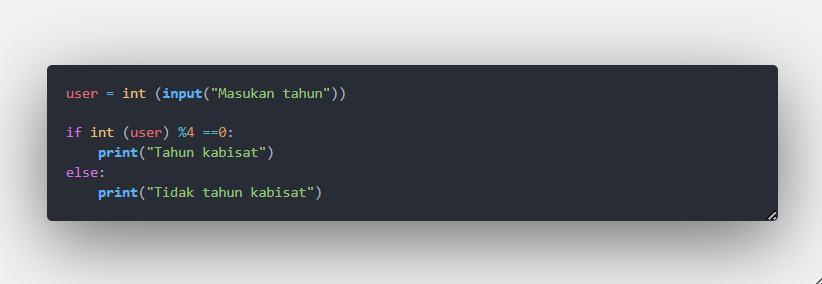 user = int (input("Masukan tahun"))
if int (user) %4 ==0:
    print("Tahun kabisat")
else:
    print("Tidak tahun kabisat")